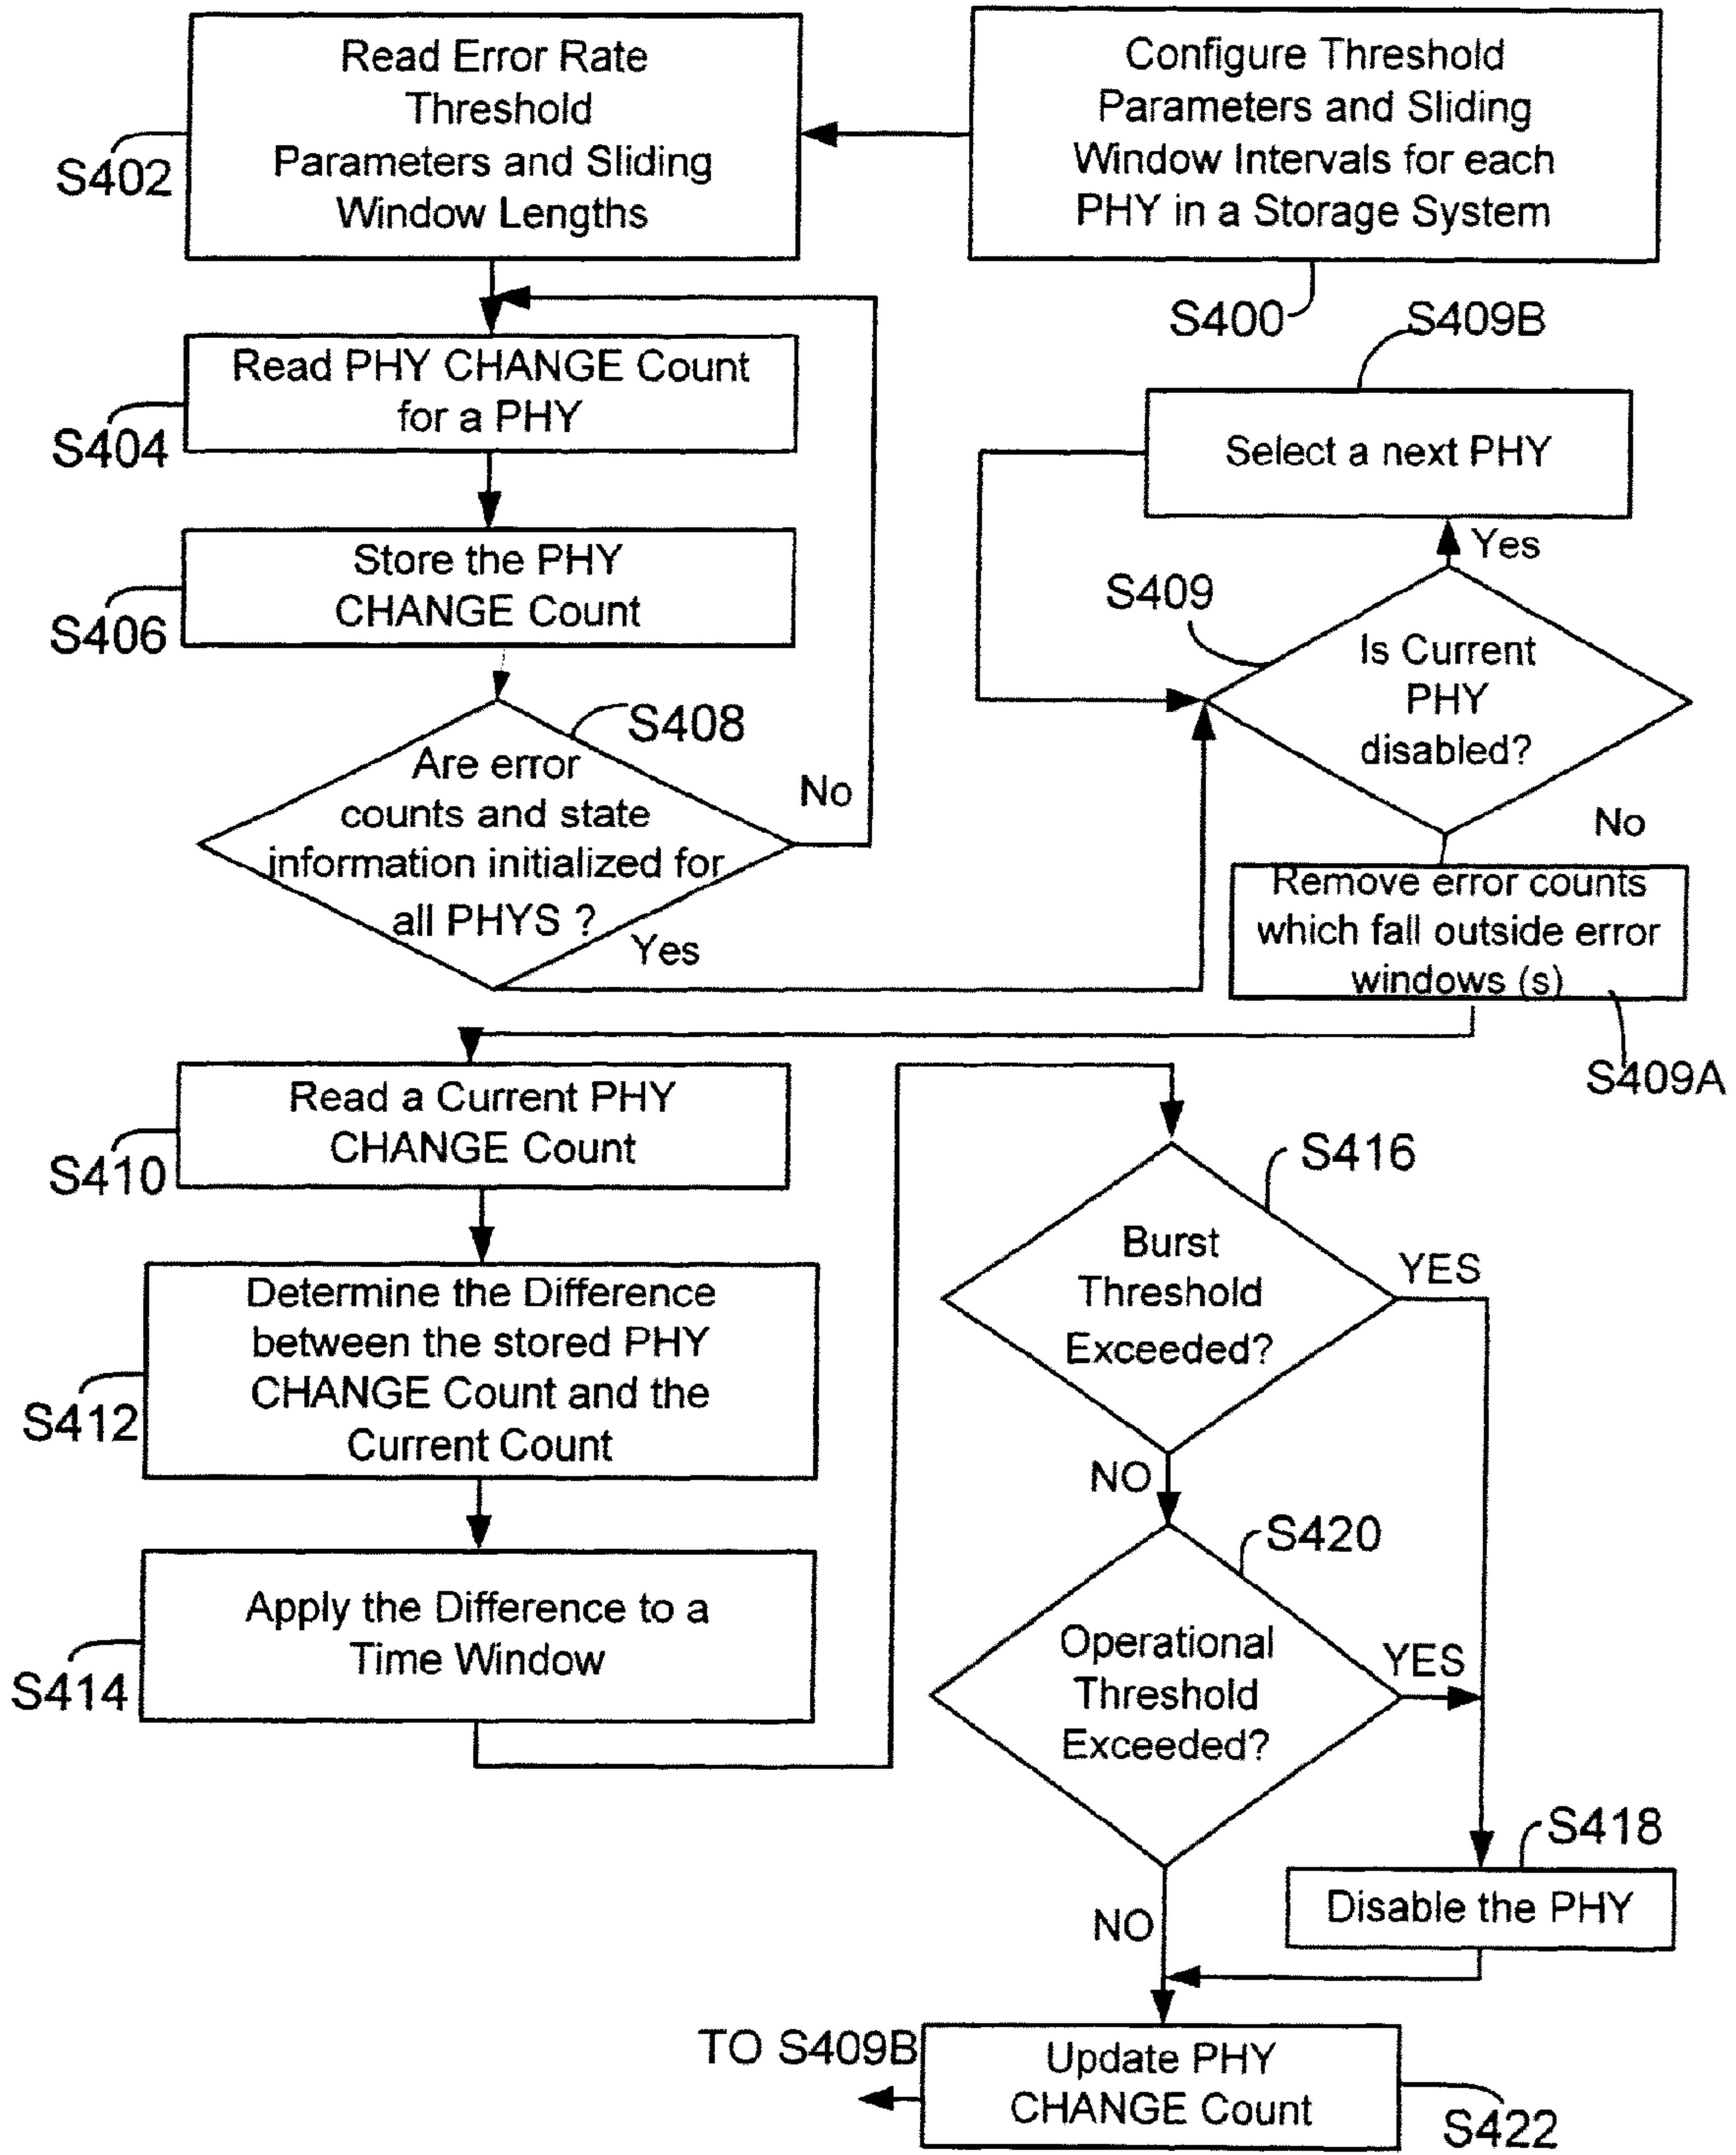 Read Error Rate
Threshold
Parameters and Sliding
Window Lengths
S402
Configure Threshold
Parameters and Sliding
Window Intervals for each
PHY in a Storage System
S400
Read PHY CHANGE Count
for a PHY
S404
Store the PHY
CHANGE Count
S406
S408
Are error
counts and state
information initialized for
all PHYS ?
No
Yes
S409B
Select a next PHY
Yes
S409
Is Current
PHY
disabled?
No
Remove error counts
which fall outside error
windows (s)
S409A
Read a Current PHY
CHANGE Count
S410
Determine the Difference
between the stored PHY
CHANGE Count and the
Current Count
S412
Apply the Difference to a
Time Window
S414
S416
Burst
Threshold
Exceeded?
YES
NO
S420
Operational
Threshold
Exceeded?
YES
NO
S418
Disable the PHY
TO S409B
Update PHY
CHANGE Count
S422